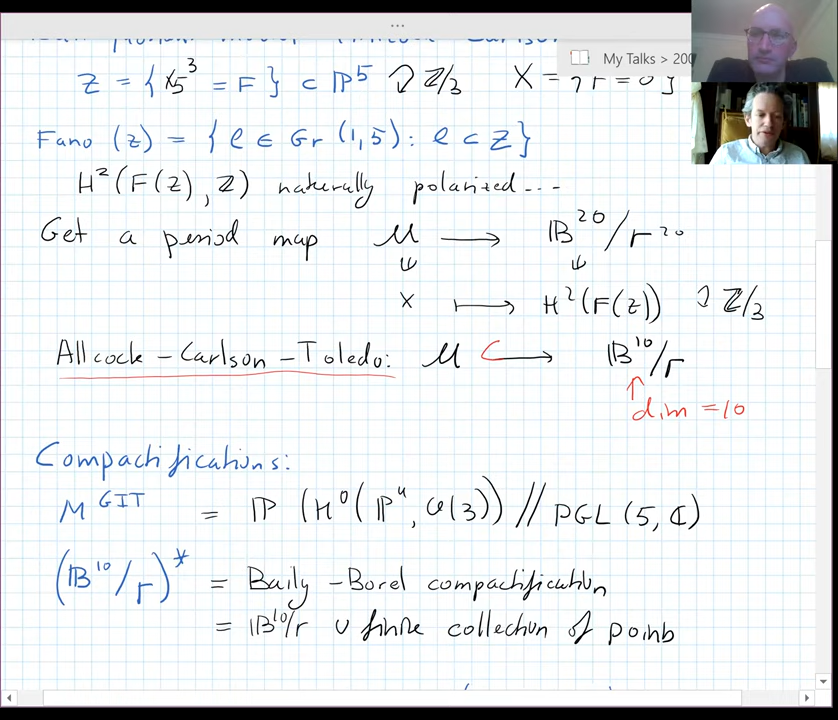 My Talks > 200
Z = { x5^3 = F } ⊂ ℙ^5 ↻ ℤ/3 X = { F = 0 }
Fano (Z) = { ℓ ∈ Gr (1,5) : ℓ ⊂ Z }
H^2 (F(Z), ℤ) naturally polarized ...
Get a period map M ⟶ 𝔹^20 / Γ^20
X ⟼ H^2 (F(Z)) ↻ ℤ/3
Allcock - Carlson - Toledo: M ↪ 𝔹^10 / Γ
dim = 10
Compactifications:
M^GIT = ℙ (H^0 (ℙ^4, O(3)) // PGL (5, ℂ)
(𝔹^10 / Γ)^* = Baily - Borel compactification
= 𝔹^10/Γ ∪ finite collection of points